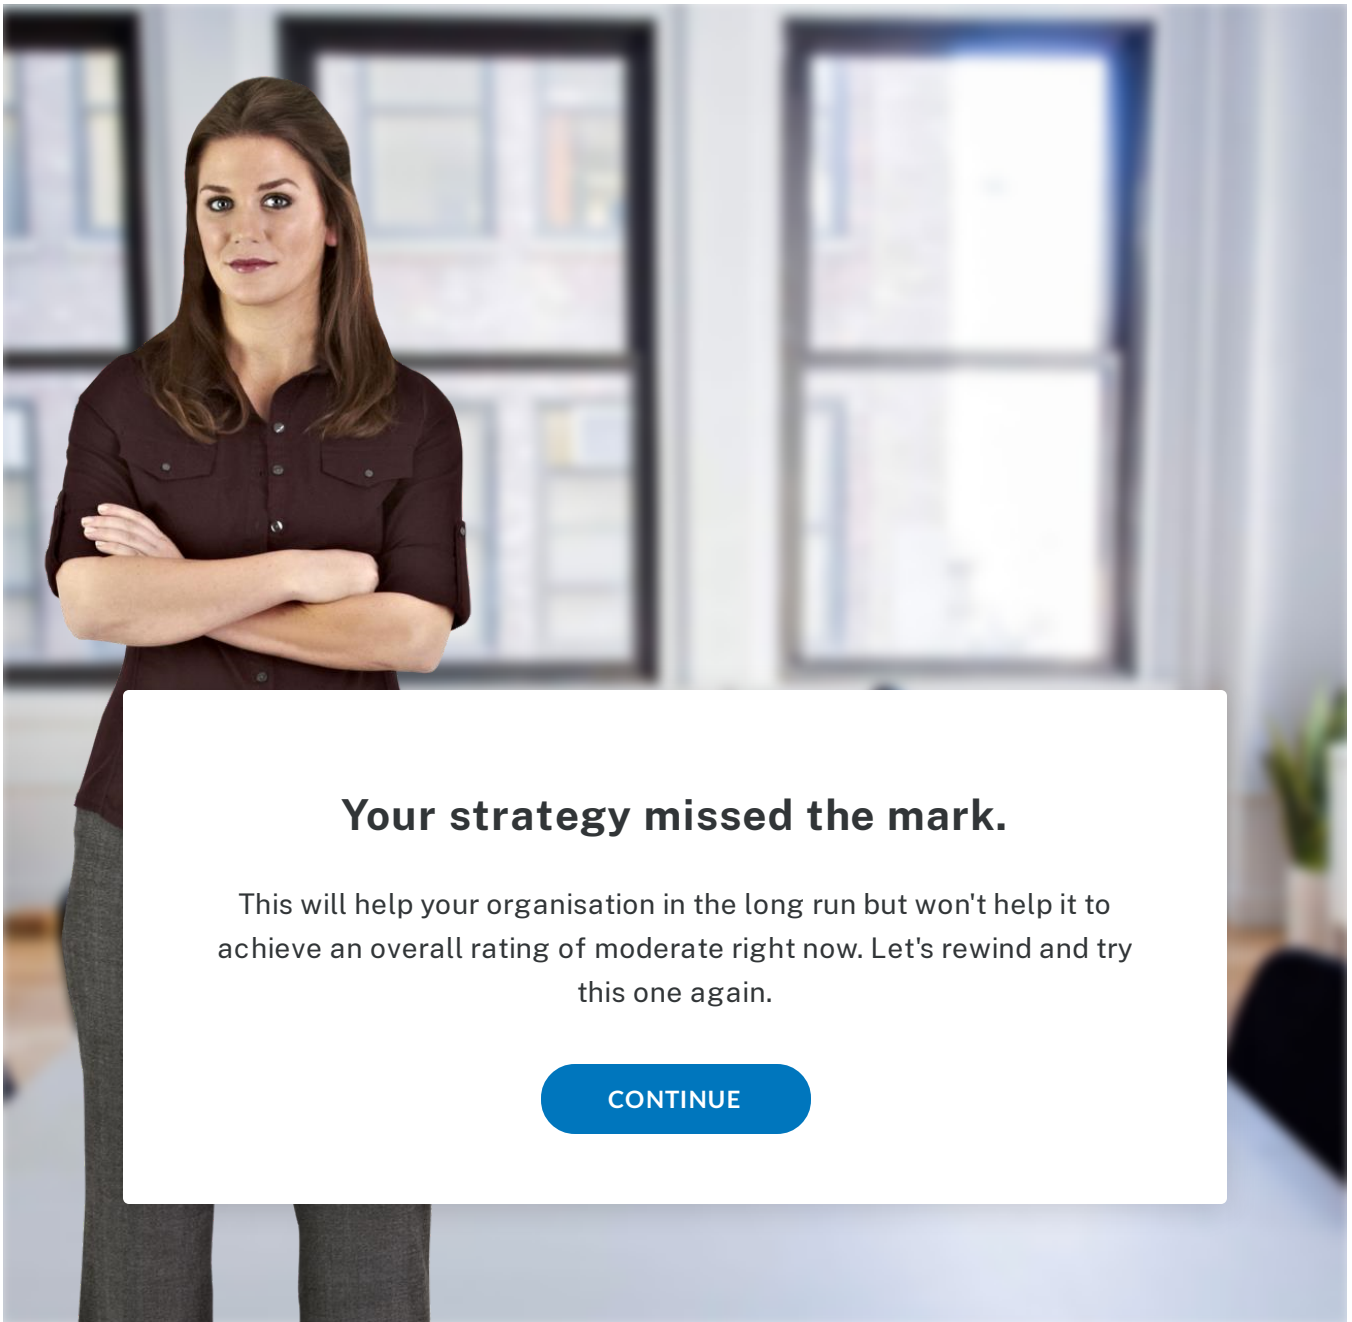 Your strategy missed the mark.
This will help your organisation in the long run but won't help it to
achieve an overall rating of moderate right now. Let's rewind and try
this one again.
CONTINUE